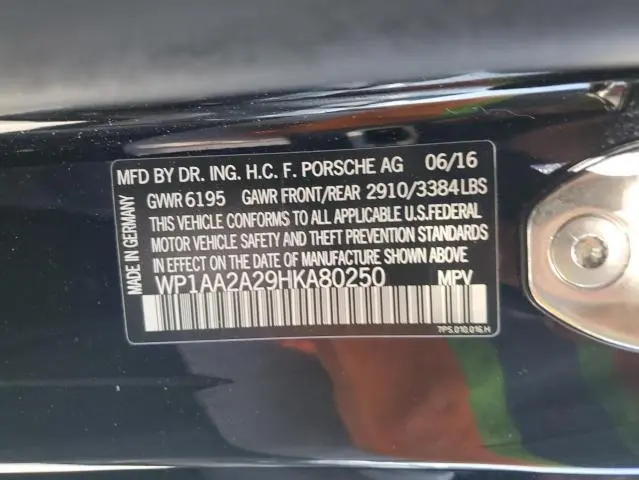 MFD BY DR. ING. H.C. F. PORSCHE AG 06/16
GVWR 6195 GAWR FRONT/REAR 2910/3384LBS
THIS VEHICLE CONFORMS TO ALL APPLICABLE U.S.FEDERAL
MOTOR VEHICLE SAFETY AND THEFT PREVENTION STANDARDS
IN EFFECT ON THE DATE OF MANUFACTURE SHOWN ABOVE
WP1AA2A29HKA80250 MPV
7P5.010.016.H
MADE IN GERMANY